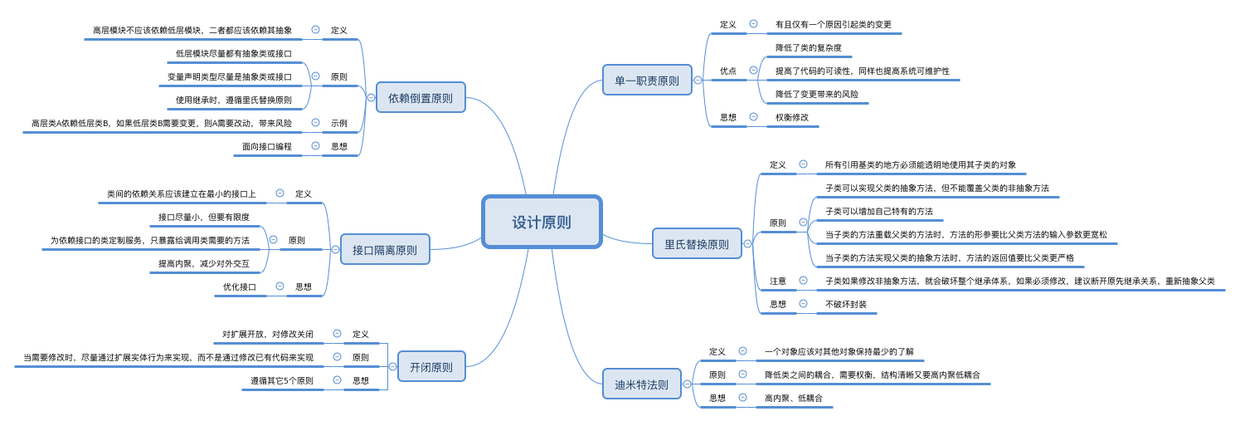 设计原则
单一职责原则
定义
有且仅有一个原因引起类的变更
优点
降低了类的复杂度
提高了代码的可读性，同样也提高系统可维护性
降低了变更带来的风险
思想
权衡修改
里氏替换原则
定义
所有引用基类的地方必须能透明地使用其子类的对象
原则
子类可以实现父类的抽象方法，但不能覆盖父类的非抽象方法
子类可以增加自己特有的方法
当子类的方法重载父类的方法时，方法的形参要比父类方法的输入参数更宽松
当子类的方法实现父类的抽象方法时，方法的返回值要比父类更严格
注意
子类如果修改非抽象方法，就会破坏整个继承体系，如果必须修改，建议断开原先继承关系，重新抽象父类
思想
不破坏封装
迪米特法则
定义
一个对象应该对其他对象保持最少的了解
原则
降低类之间的耦合，需要权衡，结构清晰又要高内聚低耦合
思想
高内聚、低耦合
依赖倒置原则
定义
高层模块不应该依赖低层模块，二者都应该依赖其抽象
原则
低层模块尽量都有抽象类或接口
变量声明类型尽量是抽象类或接口
使用继承时，遵循里氏替换原则
示例
高层类A依赖低层类B，如果低层类B需要变更，则A需要改动，带来风险
思想
面向接口编程
接口隔离原则
定义
类间的依赖关系应该建立在最小的接口上
原则
接口尽量小，但要有限度
为依赖接口的类定制服务，只暴露给调用类需要的方法
提高内聚，减少对外交互
思想
优化接口
开闭原则
定义
对扩展开放，对修改关闭
原则
当需要修改时，尽量通过扩展实体行为来实现，而不是通过修改已有代码来实现
思想
遵循其它5个原则